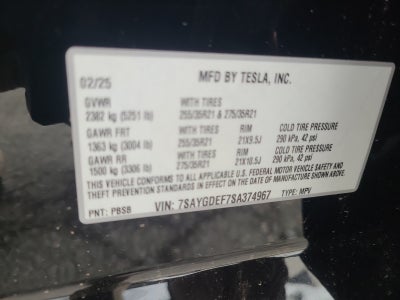 02/25 MFD BY TESLA, INC.
GVWR WITH TIRES
2382 kg (5251 lb) 255/35R21 & 275/35R21
GAWR FRT WITH TIRES RIM COLD TIRE PRESSURE
1363 kg (3004 lb) 255/35R21 21X9.5J 290 kPa, 42 psi
GAWR RR WITH TIRES RIM COLD TIRE PRESSURE
1500 kg (3306 lb) 275/35R21 21X10.5J 290 kPa, 42 psi
THIS VEHICLE CONFORMS TO ALL APPLICABLE U.S. FEDERAL MOTOR VEHICLE SAFETY AND
THEFT PREVENTION STANDARDS IN EFFECT ON THE DATE OF MANUFACTURE SHOWN ABOVE.
PNT: PBSB VIN: 7SAYGDEF7SA374967 TYPE: MPV